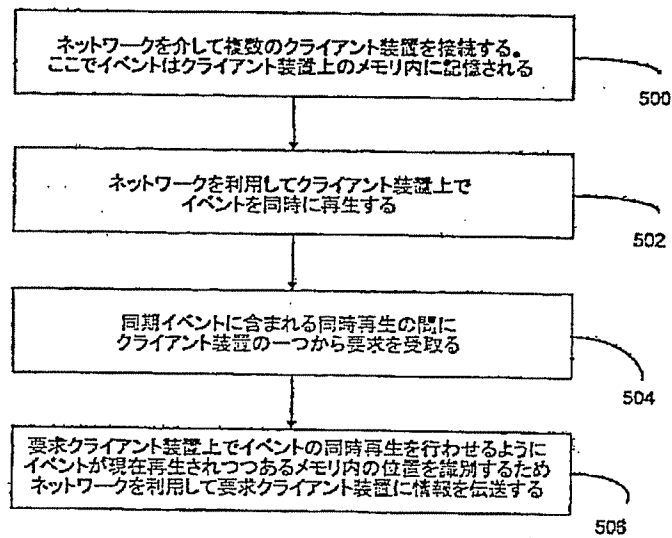 ネットワークを介して複数のクライアント装置を接続する。
ここでイベントはクライアント装置上のメモリ内に記憶される
500
ネットワークを利用してクライアント装置上で
イベントを同時に再生する
502
同期イベントに含まれる同時再生の間に
クライアント装置の一つから要求を受取る
504
要求クライアント装置上でイベントの同時再生を行わせるように
イベントが現在再生されつつあるメモリ内の位置を識別するため
ネットワークを利用して要求クライアント装置に情報を伝送する
506